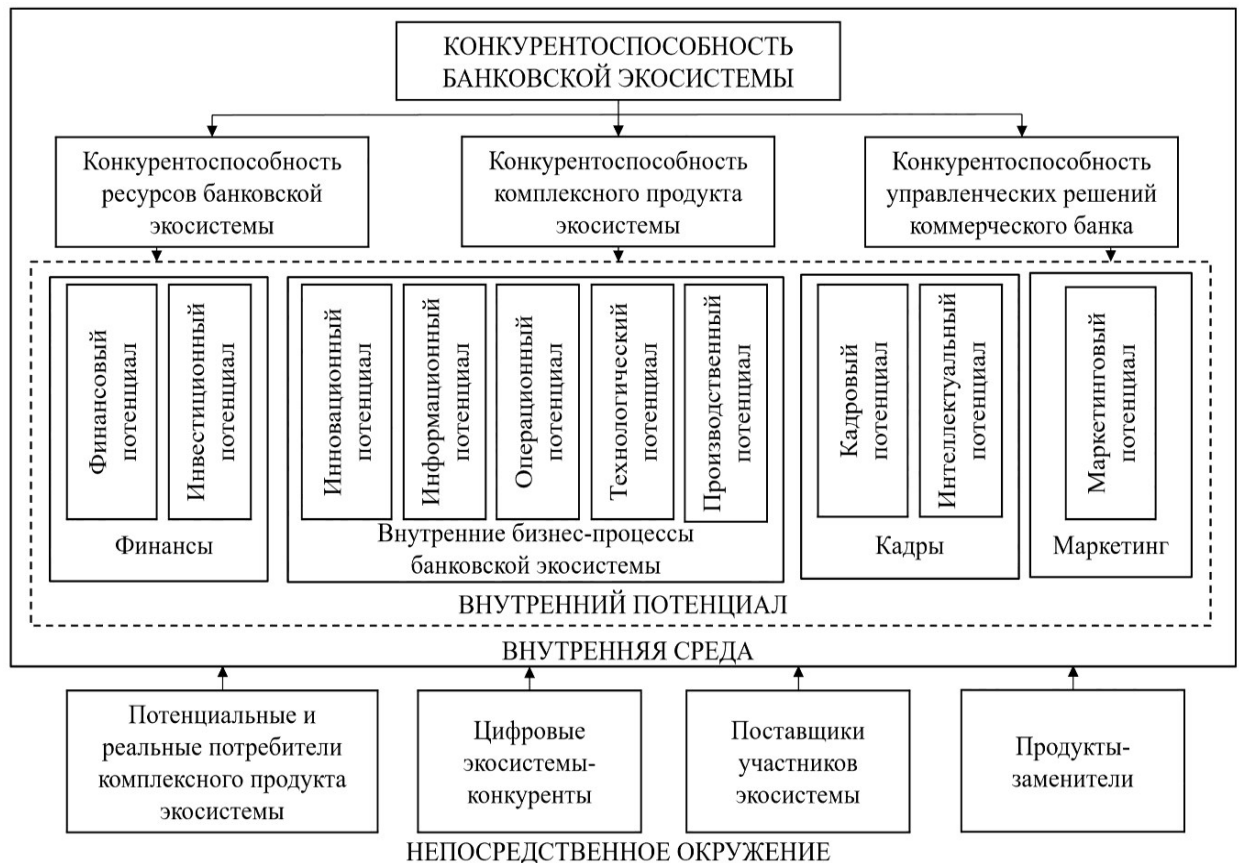 КОНКУРЕНТОСПОСОБНОСТЬ
БАНКОВСКОЙ ЭКОСИСТЕМЫ
Конкурентоспособность
ресурсов банковской
экосистемы
Конкурентоспособность
комплексного продукта
экосистемы
Конкурентоспособность
управленческих решений
коммерческого банка
Финансовый
потенциал
Инвестиционный
потенциал
Финансы
Инновационный
потенциал
Информационный
потенциал
Операционный
потенциал
Технологический
потенциал
Производственный
потенциал
Внутренние бизнес-процессы
банковской экосистемы
Кадровый
потенциал
Интеллектуальный
потенциал
Кадры
Маркетинговый
потенциал
Маркетинг
ВНУТРЕННИЙ ПОТЕНЦИАЛ
ВНУТРЕННЯЯ СРЕДА
Потенциальные и
реальные потребители
комплексного продукта
экосистемы
Цифровые
экосистемы-
конкуренты
Поставщики
участников
экосистемы
Продукты-
заменители
НЕПОСРЕДСТВЕННОЕ ОКРУЖЕНИЕ